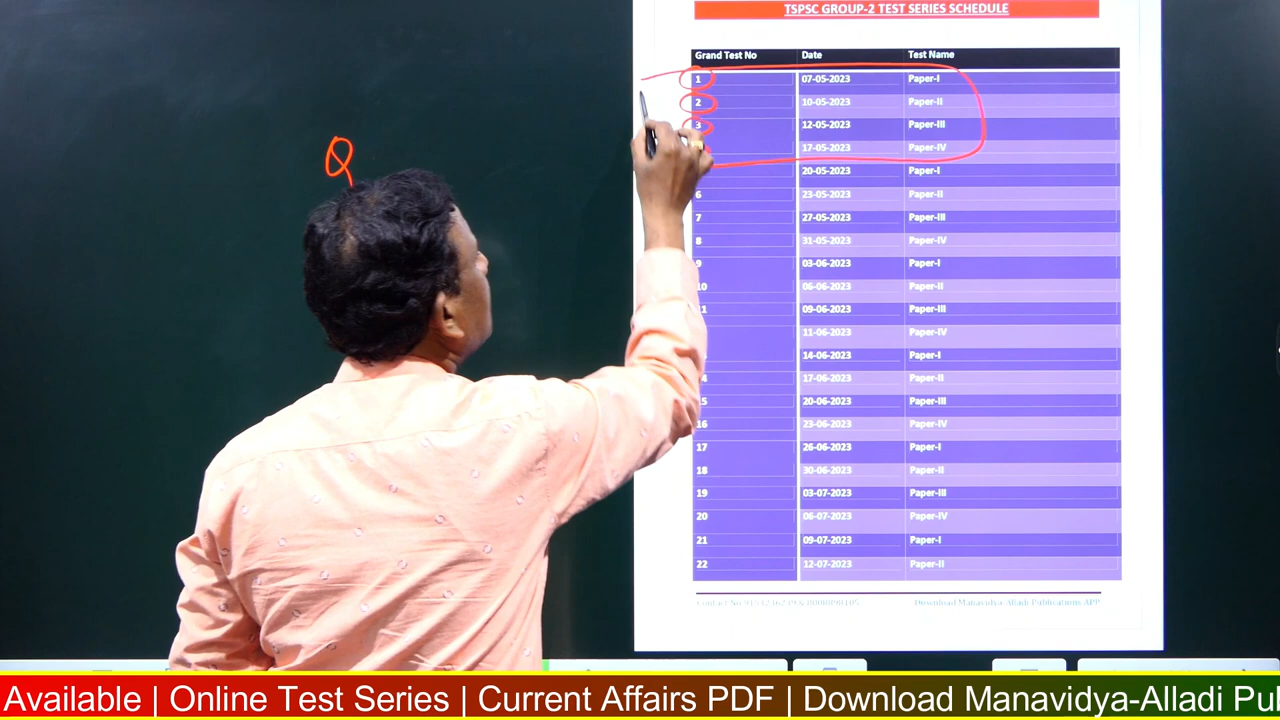 TSPSC GROUP-2 TEST SERIES SCHEDULE
Grand Test No Date Test Name
1 07-05-2023 Paper-I
2 10-05-2023 Paper-II
3 12-05-2023 Paper-III
17-05-2023 Paper-IV
20-05-2023 Paper-I
6 23-05-2023 Paper-II
7 27-05-2023 Paper-III
8 31-05-2023 Paper-IV
9 03-06-2023 Paper-I
10 06-06-2023 Paper-II
11 09-06-2023 Paper-III
11-06-2023 Paper-IV
14-06-2023 Paper-I
17-06-2023 Paper-II
15 20-06-2023 Paper-III
16 23-06-2023 Paper-IV
17 26-06-2023 Paper-I
18 30-06-2023 Paper-II
19 03-07-2023 Paper-III
20 06-07-2023 Paper-IV
21 09-07-2023 Paper-I
22 12-07-2023 Paper-II
Contact No Download Manavidya-Alladi Publications APP
Available | Online Test Series | Current Affairs PDF | Download Manavidya-Alladi Pu